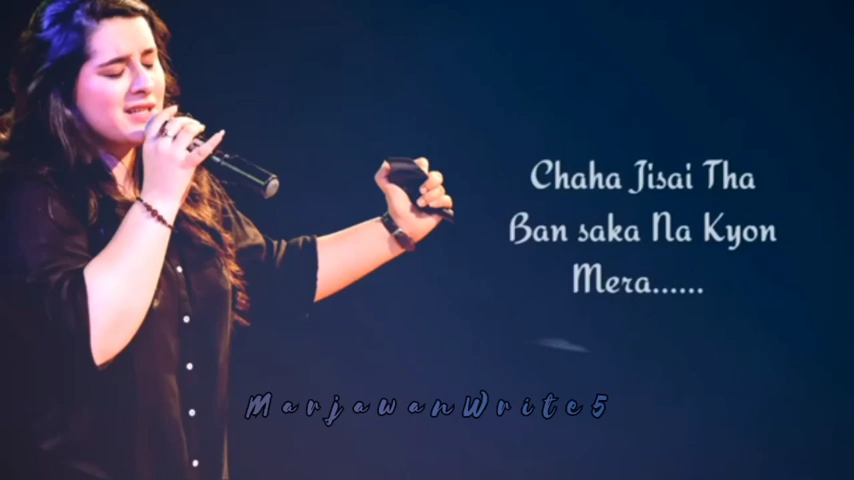 Chaha Jisai Tha
Ban saka Na Kyon
Mera......
MarjawanWrite5